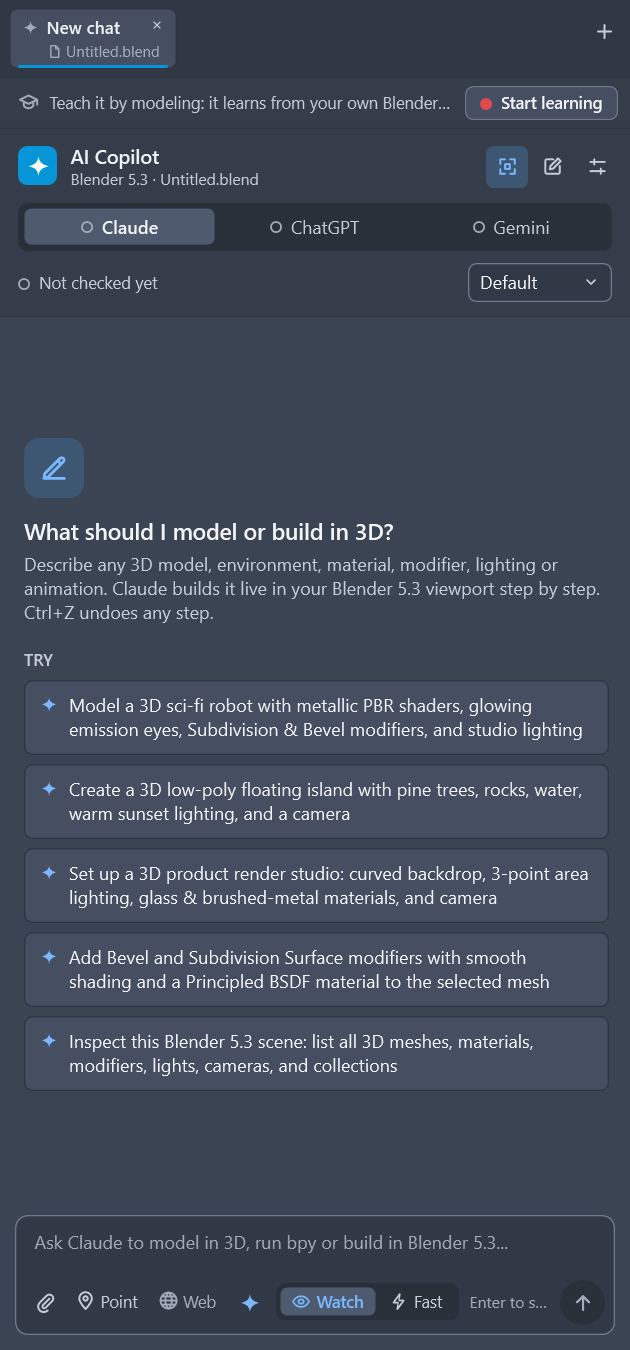 New chat
Untitled.blend
Teach it by modeling: it learns from your own Blender...
Start learning
AI Copilot
Blender 5.3 · Untitled.blend
Claude
ChatGPT
Gemini
Not checked yet
Default
What should I model or build in 3D?
Describe any 3D model, environment, material, modifier, lighting or
animation. Claude builds it live in your Blender 5.3 viewport step by step.
Ctrl+Z undoes any step.
TRY
Model a 3D sci-fi robot with metallic PBR shaders, glowing
emission eyes, Subdivision & Bevel modifiers, and studio lighting
Create a 3D low-poly floating island with pine trees, rocks, water,
warm sunset lighting, and a camera
Set up a 3D product render studio: curved backdrop, 3-point area
lighting, glass & brushed-metal materials, and camera
Add Bevel and Subdivision Surface modifiers with smooth
shading and a Principled BSDF material to the selected mesh
Inspect this Blender 5.3 scene: list all 3D meshes, materials,
modifiers, lights, cameras, and collections
Ask Claude to model in 3D, run bpy or build in Blender 5.3...
Point
Web
Watch
Fast
Enter to s...